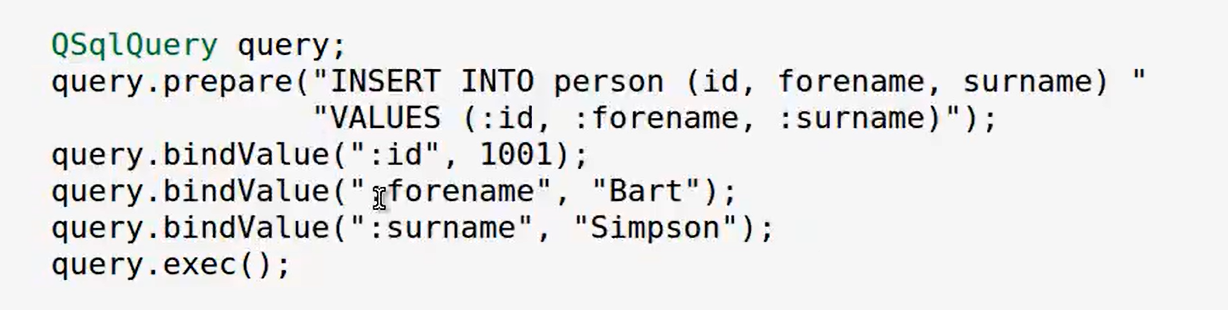 QSqlQuery query;
query.prepare("INSERT INTO person (id, forename, surname) "
"VALUES (:id, :forename, :surname)");
query.bindValue(":id", 1001);
query.bindValue(":forename", "Bart");
query.bindValue(":surname", "Simpson");
query.exec();